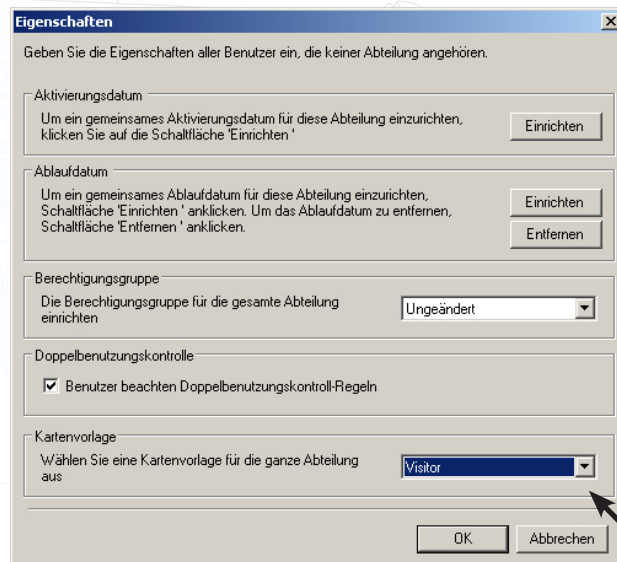 Eigenschaften
Geben Sie die Eigenschaften aller Benutzer ein, die keiner Abteilung angehören.
Aktivierungsdatum
Um ein gemeinsames Aktivierungsdatum für diese Abteilung einzurichten,
klicken Sie auf die Schaltfläche 'Einrichten '
Einrichten
Ablaufdatum
Um ein gemeinsames Ablaufdatum für diese Abteilung einzurichten,
Schaltfläche 'Einrichten ' anklicken. Um das Ablaufdatum zu entfernen,
Schaltfläche 'Entfernen ' anklicken.
Einrichten
Entfernen
Berechtigungsgruppe
Die Berechtigungsgruppe für die gesamte Abteilung
einrichten
Ungeändert
Doppelbenutzungskontrolle
Benutzer beachten Doppelbenutzungskontroll-Regeln
Kartenvorlage
Wählen Sie eine Kartenvorlage für die ganze Abteilung
aus
Visitor
OK
Abbrechen